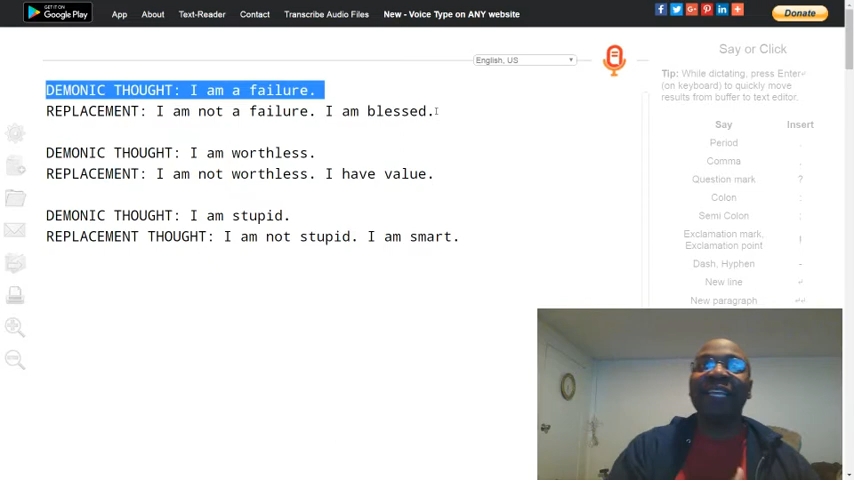 GET IT ON
Google Play
App
About
Text-Reader
Contact
Transcribe Audio Files
New - Voice Type on ANY website
Donate
English, US
Say or Click
Tip: While dictating, press Enter↵
(on keyboard) to quickly move
results from buffer to text editor.
DEMONIC THOUGHT: I am a failure.
REPLACEMENT: I am not a failure. I am blessed.
DEMONIC THOUGHT: I am worthless.
REPLACEMENT: I am not worthless. I have value.
DEMONIC THOUGHT: I am stupid.
REPLACEMENT THOUGHT: I am not stupid. I am smart.
Say Insert
Period .
Comma ,
Question mark ?
Colon :
Semi Colon ;
Exclamation mark,
Exclamation point !
Dash, Hyphen -
New line ↵
New paragraph ↵↵